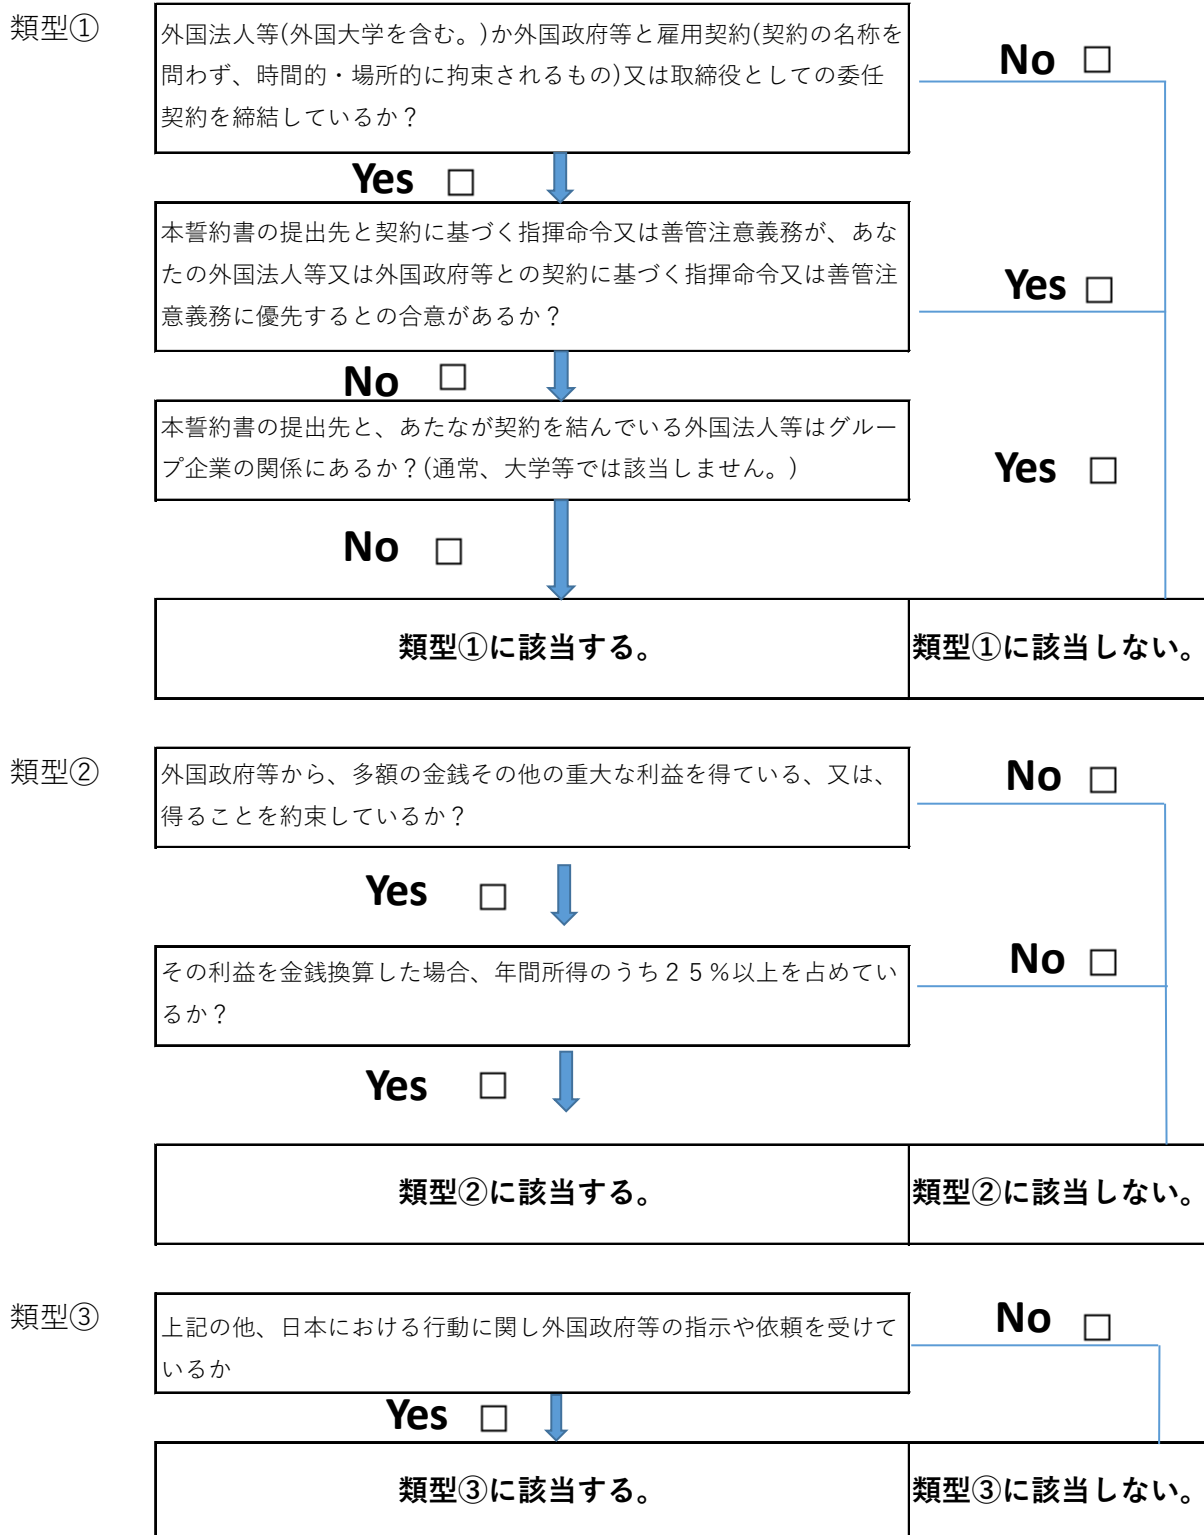 類型①
外国法人等(外国大学を含む。)か外国政府等と雇用契約(契約の名称を
問わず、時間的・場所的に拘束されるもの)又は取締役としての委任
契約を締結しているか？
No □
Yes □
本誓約書の提出先と契約に基づく指揮命令又は善管注意義務が、あな
たの外国法人等又は外国政府等との契約に基づく指揮命令又は善管注
意義務に優先するとの合意があるか？
Yes □
No □
本誓約書の提出先と、あたなが契約を結んでいる外国法人等はグルー
プ企業の関係にあるか？(通常、大学等では該当しません。)
Yes □
No □
類型①に該当する。
類型①に該当しない。
類型②
外国政府等から、多額の金銭その他の重大な利益を得ている、又は、
得ることを約束しているか？
No □
Yes □
その利益を金銭換算した場合、年間所得のうち２５％以上を占めてい
るか？
No □
Yes □
類型②に該当する。
類型②に該当しない。
類型③
上記の他、日本における行動に関し外国政府等の指示や依頼を受けて
いるか
No □
Yes □
類型③に該当する。
類型③に該当しない。